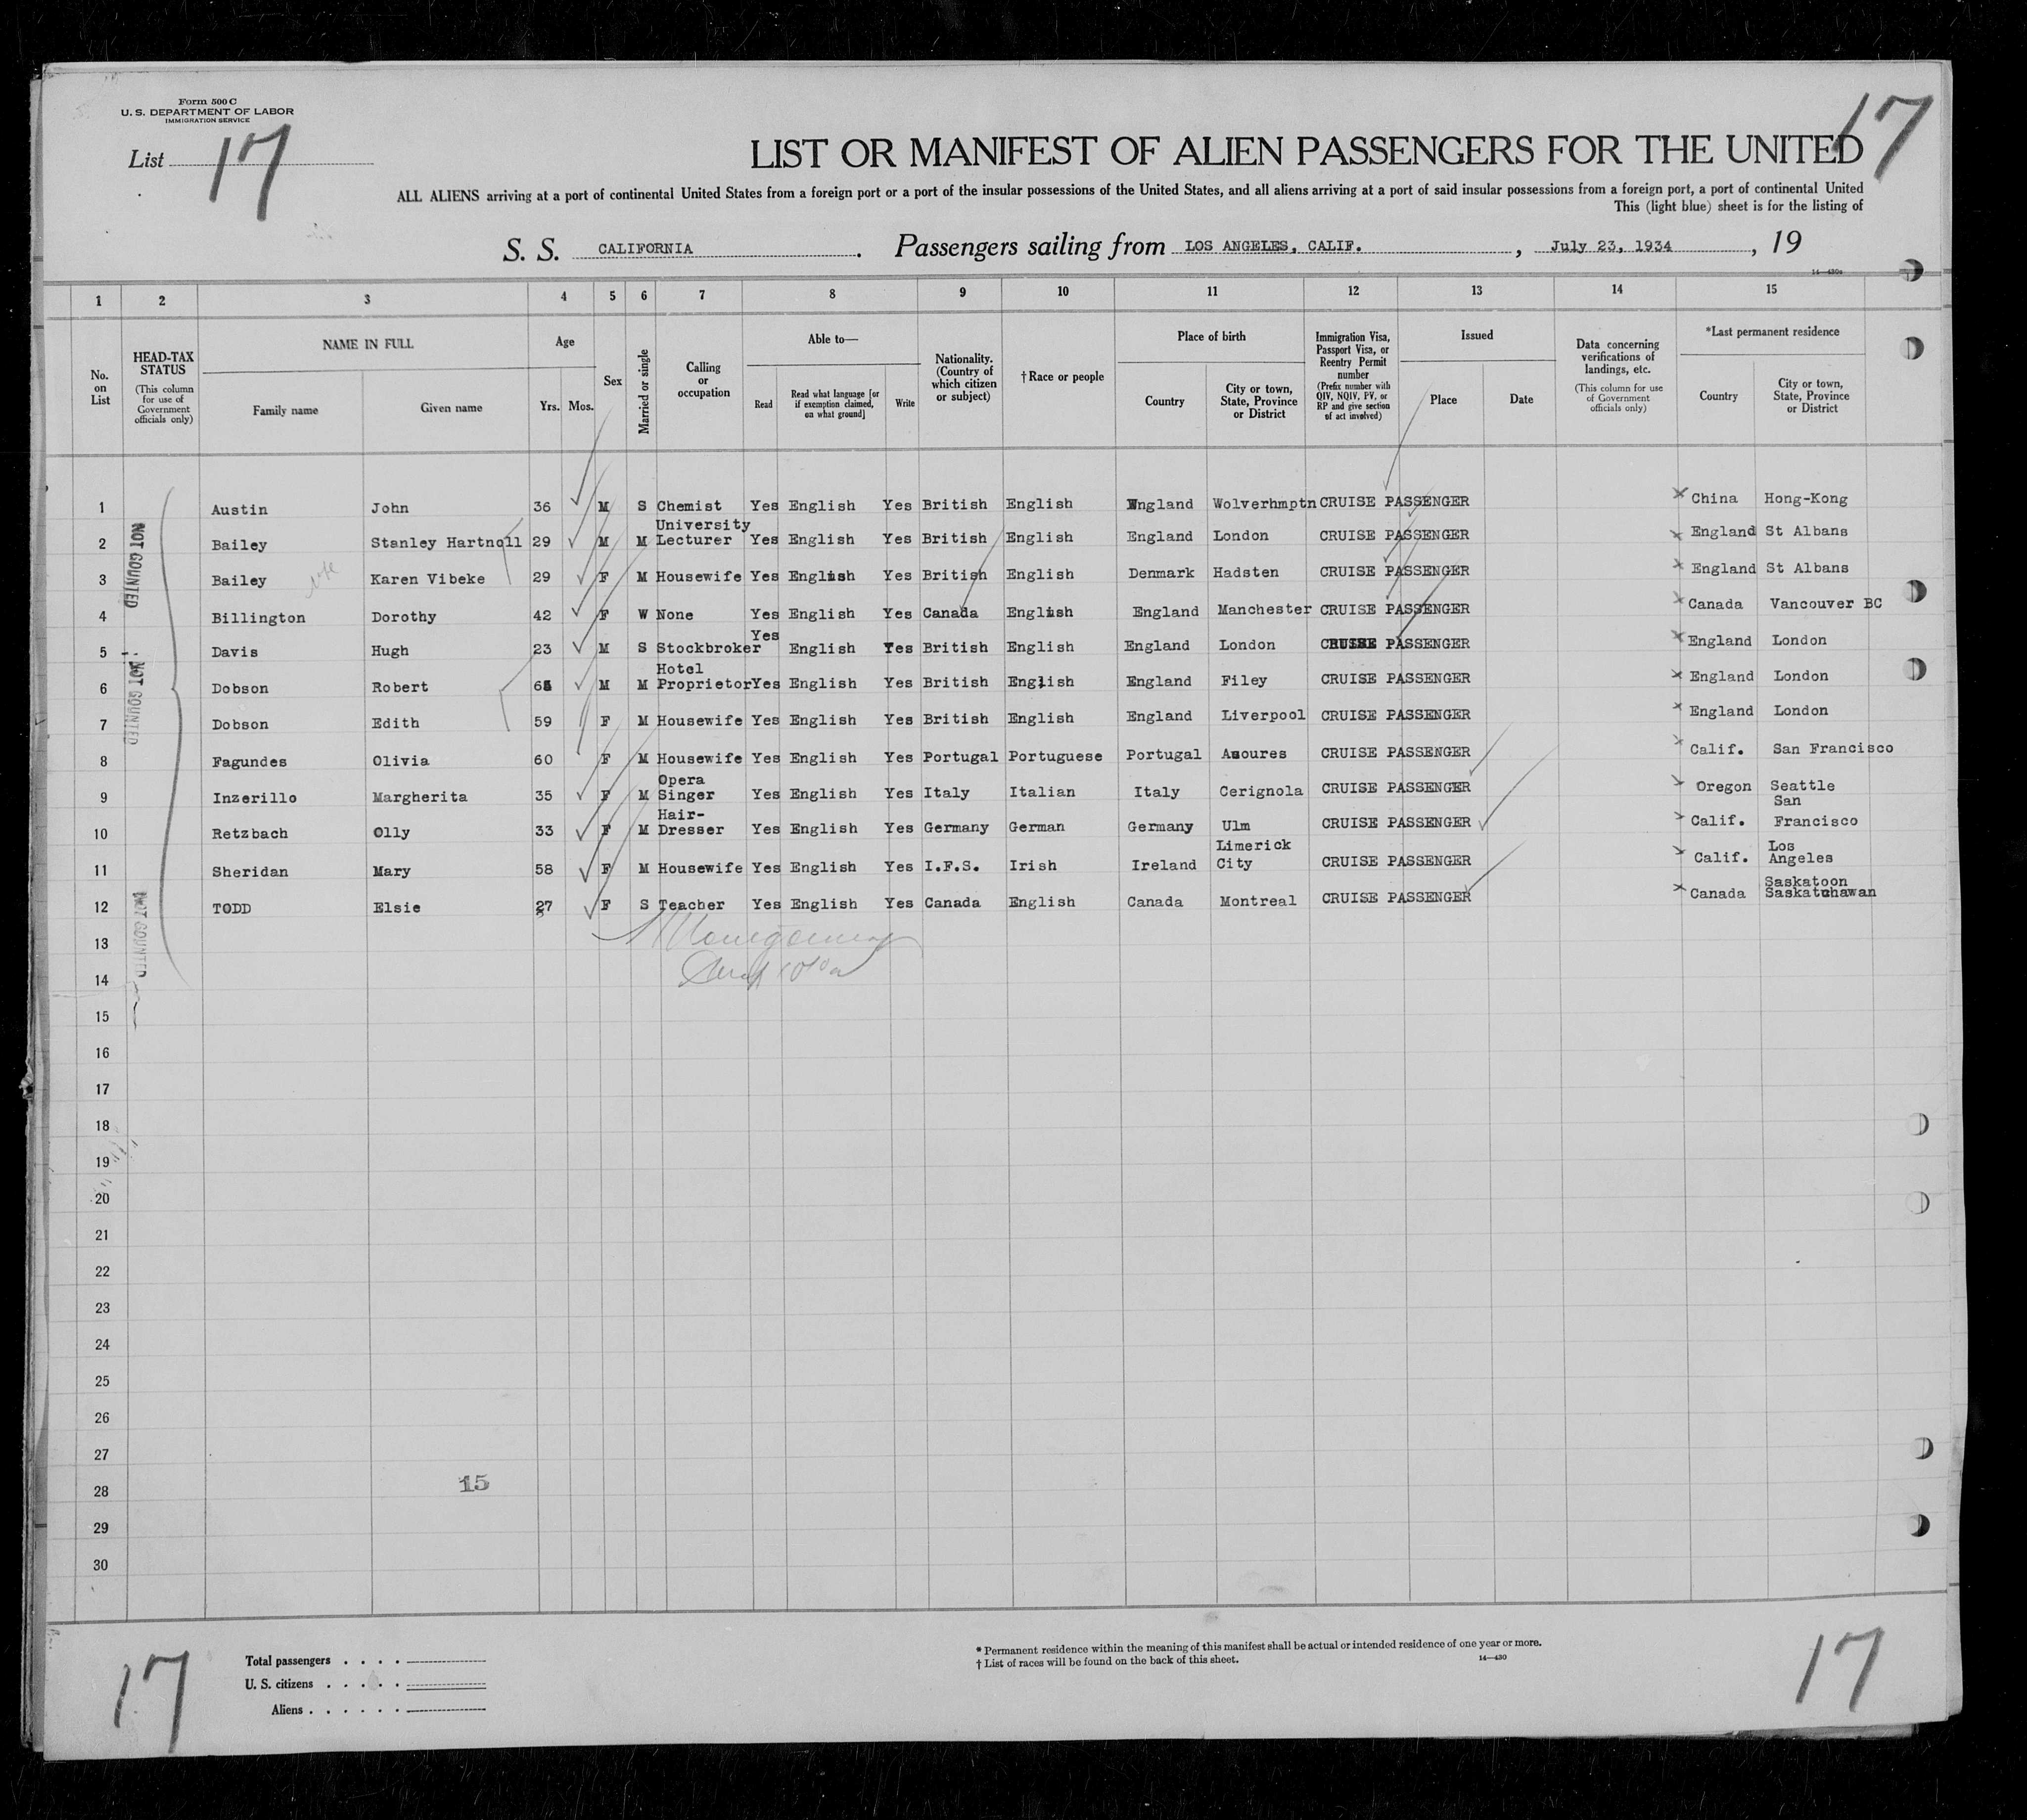 Form 500 C
U. S. DEPARTMENT OF LABOR
IMMIGRATION SERVICE
List 17
17
LIST OR MANIFEST OF ALIEN PASSENGERS FOR THE UNITED
ALL ALIENS arriving at a port of continental United States from a foreign port or a port of the insular possessions of the United States, and all aliens arriving at a port of said insular possessions from a foreign port, a port of continental United
This (light blue) sheet is for the listing of
S. S. CALIFORNIA. Passengers sailing from LOS ANGELES, CALIF., July 23, 1934, 19
14—430a
1 2 3 4 5 6 7 8 9 10 11 12 13 14 15
No. on List
HEAD-TAX STATUS (This column for use of Government officials only)
NAME IN FULL
Family name Given name
Age
Yrs. Mos.
Sex
Married or single
Calling or occupation
Able to—
Read Read what language [or if exemption claimed, on what ground] Write
Nationality. (Country of which citizen or subject)
†Race or people
Place of birth
Country City or town, State, Province or District
Immigration Visa, Passport Visa, or Reentry Permit number (Prefix number with QIV, NQIV, PV, or RP and give section of act involved)
Issued
Place Date
Data concerning verifications of landings, etc. (This column for use of Government officials only)
*Last permanent residence
Country City or town, State, Province or District
1 Austin John 36 M S Chemist Yes English Yes British English England Wolverhmptn CRUISE PASSENGER China Hong-Kong
2 Bailey Stanley Hartnoll 29 M M University Lecturer Yes English Yes British English England London CRUISE PASSENGER England St Albans
3 Bailey wife Karen Vibeke 29 F M Housewife Yes English Yes British English Denmark Hadsten CRUISE PASSENGER England St Albans
4 Billington Dorothy 42 F W None Yes English Yes Canada English England Manchester CRUISE PASSENGER Canada Vancouver BC
5 Davis Hugh 23 M S Stockbroker Yes English Yes British English England London CRUISE PASSENGER England London
6 Dobson Robert M M Hotel Proprietor Yes English Yes British English England Filey CRUISE PASSENGER England London
7 Dobson Edith 59 F M Housewife Yes English Yes British English England Liverpool CRUISE PASSENGER England London
8 Fagundes Olivia 60 F M Housewife Yes English Yes Portugal Portuguese Portugal Asoures CRUISE PASSENGER Calif. San Francisco
9 Inzerillo Margherita 35 F M Opera Singer Yes English Yes Italy Italian Italy Cerignola CRUISE PASSENGER Oregon Seattle
10 Retzbach Olly 33 F M Hair-Dresser Yes English Yes Germany German Germany Ulm CRUISE PASSENGER Calif. San Francisco
11 Sheridan Mary 58 F M Housewife Yes English Yes I.F.S. Irish Ireland Limerick City CRUISE PASSENGER Calif. Los Angeles
12 TODD Elsie 27 F S Teacher Yes English Yes Canada English Canada Montreal CRUISE PASSENGER Canada Saskatoon Saskatchawan
NOT COUNTED
NOT COUNTED
NOT COUNTED
13 Montgomery
14
15
16
17
18
19
20
21
22
23
24
25
26
27
28 15
29
30
17
Total passengers . . . .
U. S. citizens . . . . .
Aliens . . . . . .
* Permanent residence within the meaning of this manifest shall be actual or intended residence of one year or more.
† List of races will be found on the back of this sheet. 14—430
17